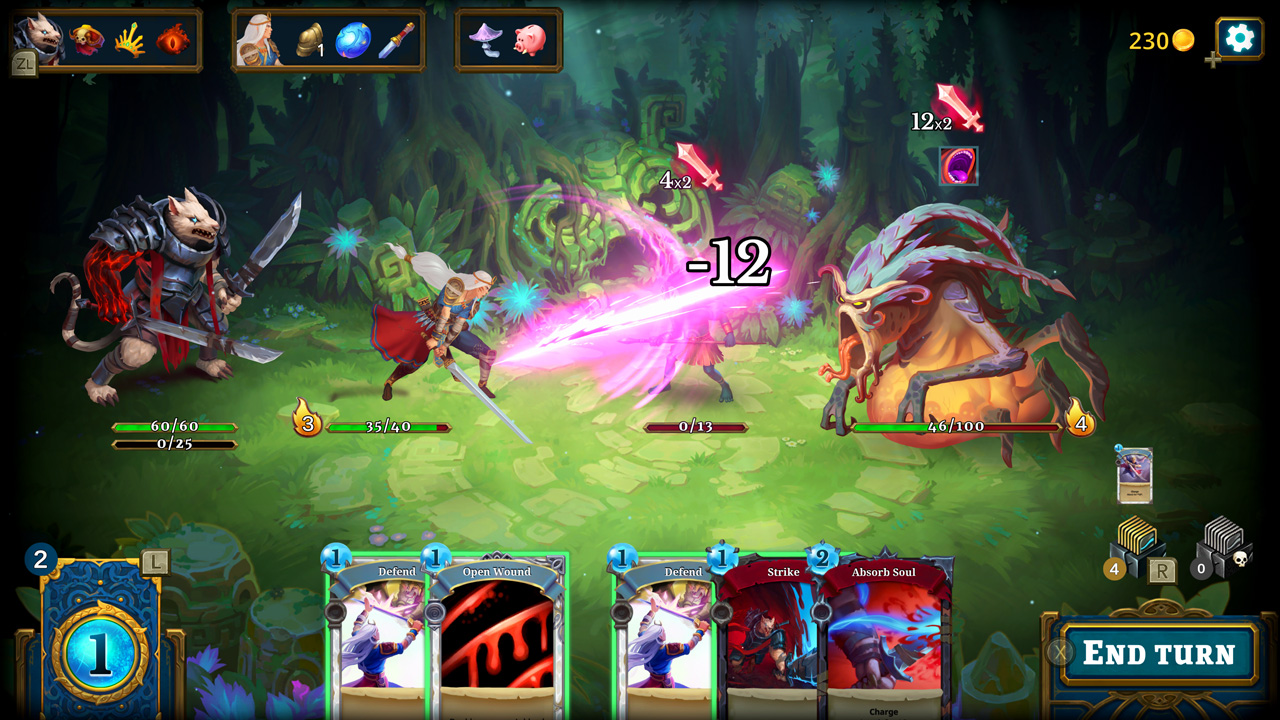 ZL
1
230
12x2
4x2
-12
60/60
0/25
3
35/40
0/13
46/100
4
2
L
1
1
Defend
1
Open Wound
1
Defend
1
Strike
2
Absorb Soul
Charge
4
R
0
X
END TURN